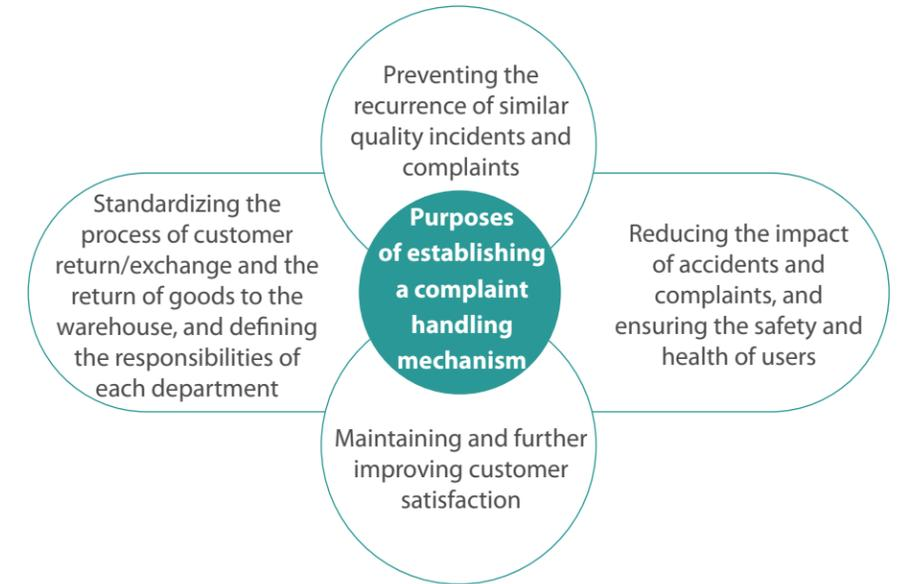 Preventing the
recurrence of similar
quality incidents and
complaints
Standardizing the
process of customer
return/exchange and the
return of goods to the
warehouse, and defining
the responsibilities of
each department
Purposes
of establishing
a complaint
handling
mechanism
Reducing the impact
of accidents and
complaints, and
ensuring the safety and
health of users
Maintaining and further
improving customer
satisfaction